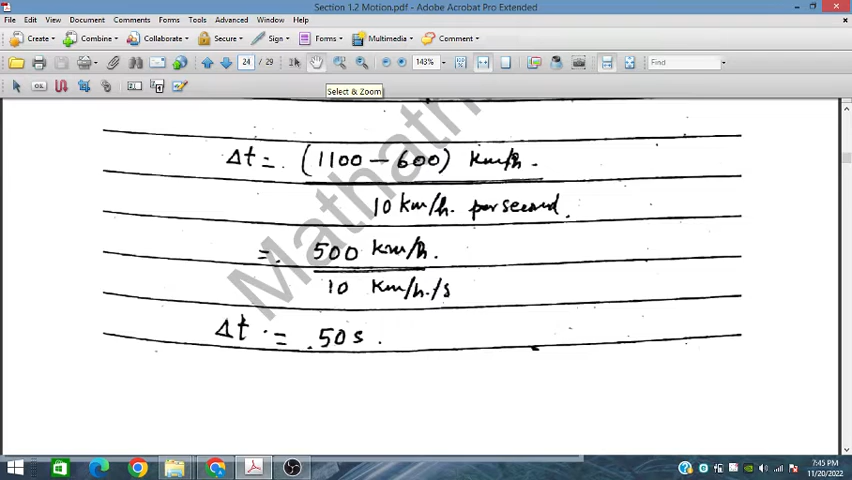 Section 1.2 Motion.pdf - Adobe Acrobat Pro Extended
File Edit View Document Comments Forms Tools Advanced Window Help
Create Combine Collaborate Secure Sign Forms Multimedia Comment
24 / 29 143% Find
Select & Zoom
Δt = (1100 - 600) km/h.
10 km/h. per second.
= 500 km/h.
10 km/h./s
Δt = 50 s.
7:45 PM
11/20/2022